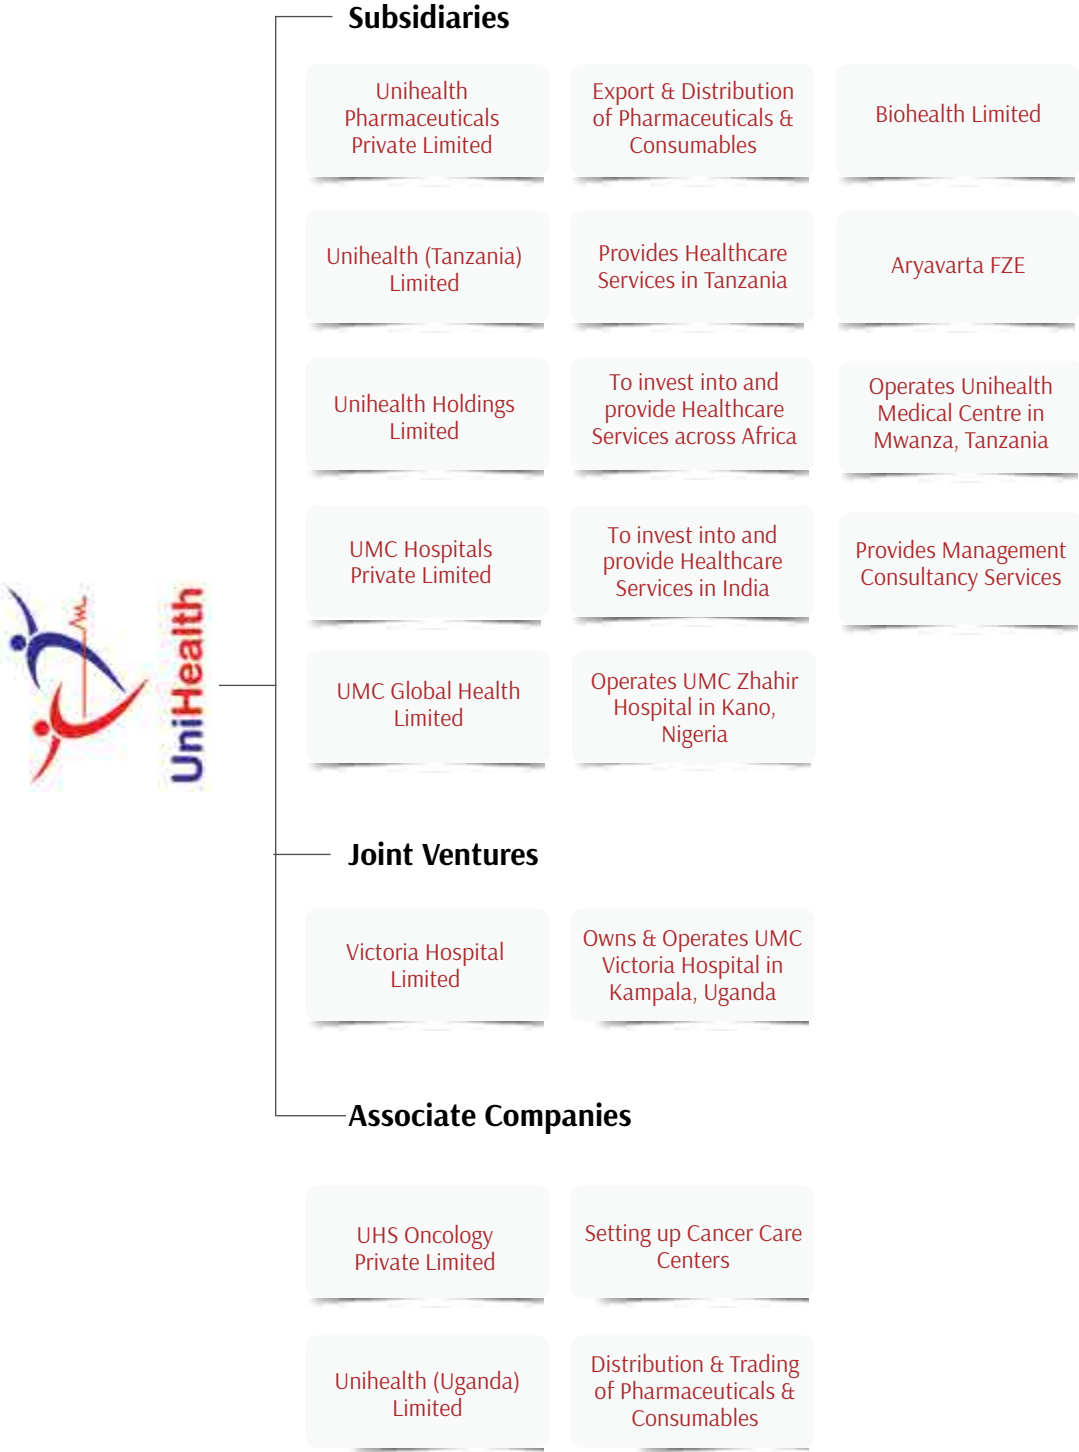 Subsidiaries
Unihealth
Pharmaceuticals
Private Limited
Export & Distribution
of Pharmaceuticals &
Consumables
Biohealth Limited
Unihealth (Tanzania)
Limited
Provides Healthcare
Services in Tanzania
Aryavarta FZE
Unihealth Holdings
Limited
To invest into and
provide Healthcare
Services across Africa
Operates Unihealth
Medical Centre in
Mwanza, Tanzania
UMC Hospitals
Private Limited
To invest into and
provide Healthcare
Services in India
Provides Management
Consultancy Services
UniHealth
UMC Global Health
Limited
Operates UMC Zhahir
Hospital in Kano,
Nigeria
Joint Ventures
Victoria Hospital
Limited
Owns & Operates UMC
Victoria Hospital in
Kampala, Uganda
Associate Companies
UHS Oncology
Private Limited
Setting up Cancer Care
Centers
Unihealth (Uganda)
Limited
Distribution & Trading
of Pharmaceuticals &
Consumables